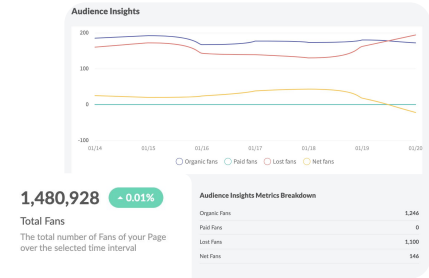 Audience Insights
200
100
0
-100
01/14 01/15 01/16 01/17 01/18 01/19 01/20
Organic fans Paid fans Lost fans Net fans
1,480,928 0.01%
Total Fans
The total number of Fans of your Page
over the selected time interval
Audience Insights Metrics Breakdown
Organic Fans 1,246
Paid Fans 0
Lost Fans 1,100
Net Fans 146